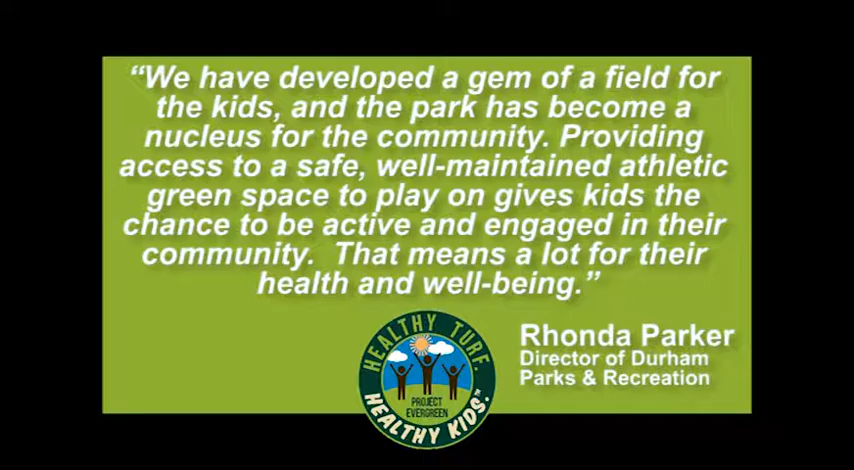 “We have developed a gem of a field for
the kids, and the park has become a
nucleus for the community. Providing
access to a safe, well-maintained athletic
green space to play on gives kids the
chance to be active and engaged in their
community.  That means a lot for their
health and well-being.”
HEALTHY TURF.
PROJECT
EVERGREEN
HEALTHY KIDS.™
Rhonda Parker
Director of Durham
Parks & Recreation